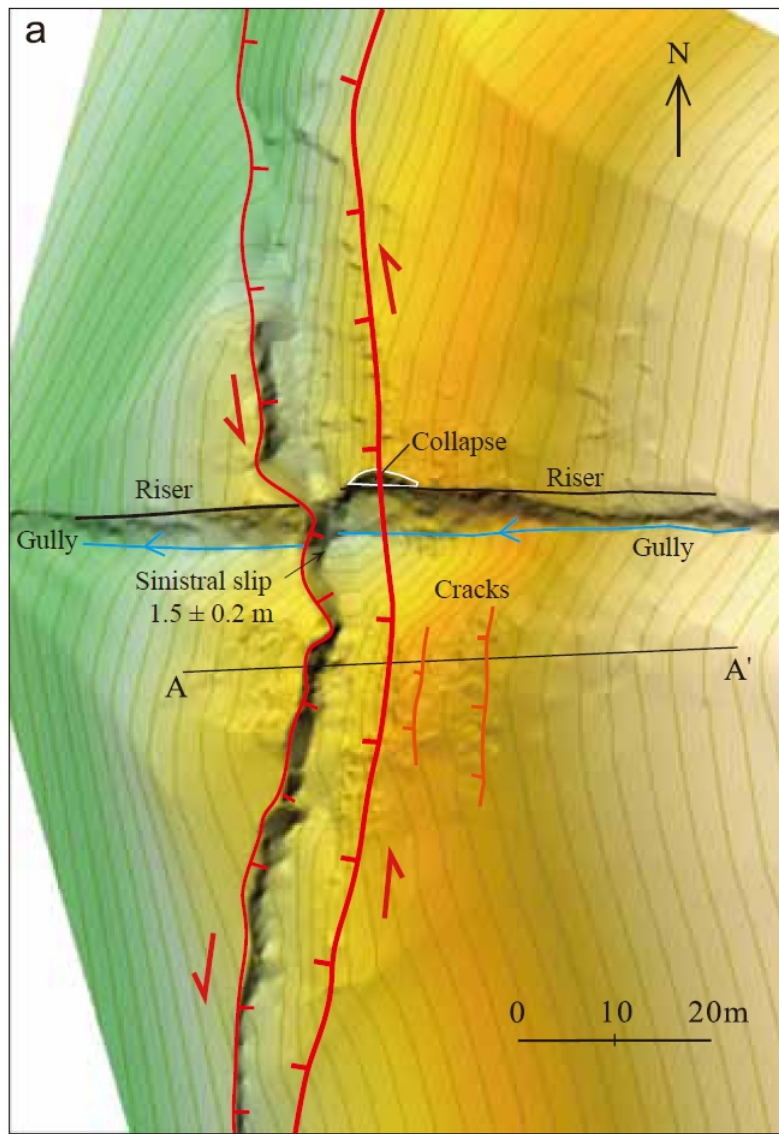 a
N
Collapse
Riser
Riser
Gully
Gully
Sinistral slip
1.5 ± 0.2 m
Cracks
A
A'
0 10 20m